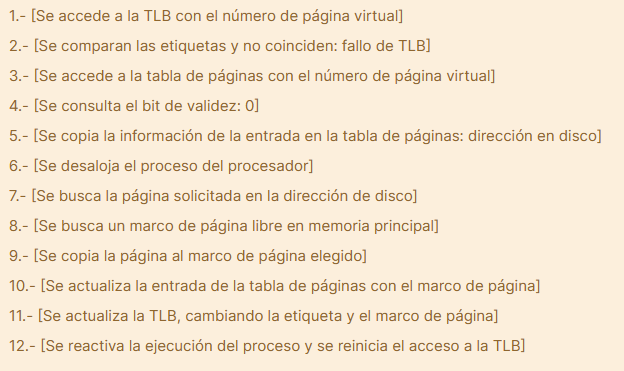 1.- [Se accede a la TLB con el número de página virtual]
2.- [Se comparan las etiquetas y no coinciden: fallo de TLB]
3.- [Se accede a la tabla de páginas con el número de página virtual]
4.- [Se consulta el bit de validez: 0]
5.- [Se copia la información de la entrada en la tabla de páginas: dirección en disco]
6.- [Se desaloja el proceso del procesador]
7.- [Se busca la página solicitada en la dirección de disco]
8.- [Se busca un marco de página libre en memoria principal]
9.- [Se copia la página al marco de página elegido]
10.- [Se actualiza la entrada de la tabla de páginas con el marco de página]
11.- [Se actualiza la TLB, cambiando la etiqueta y el marco de página]
12.- [Se reactiva la ejecución del proceso y se reinicia el acceso a la TLB]